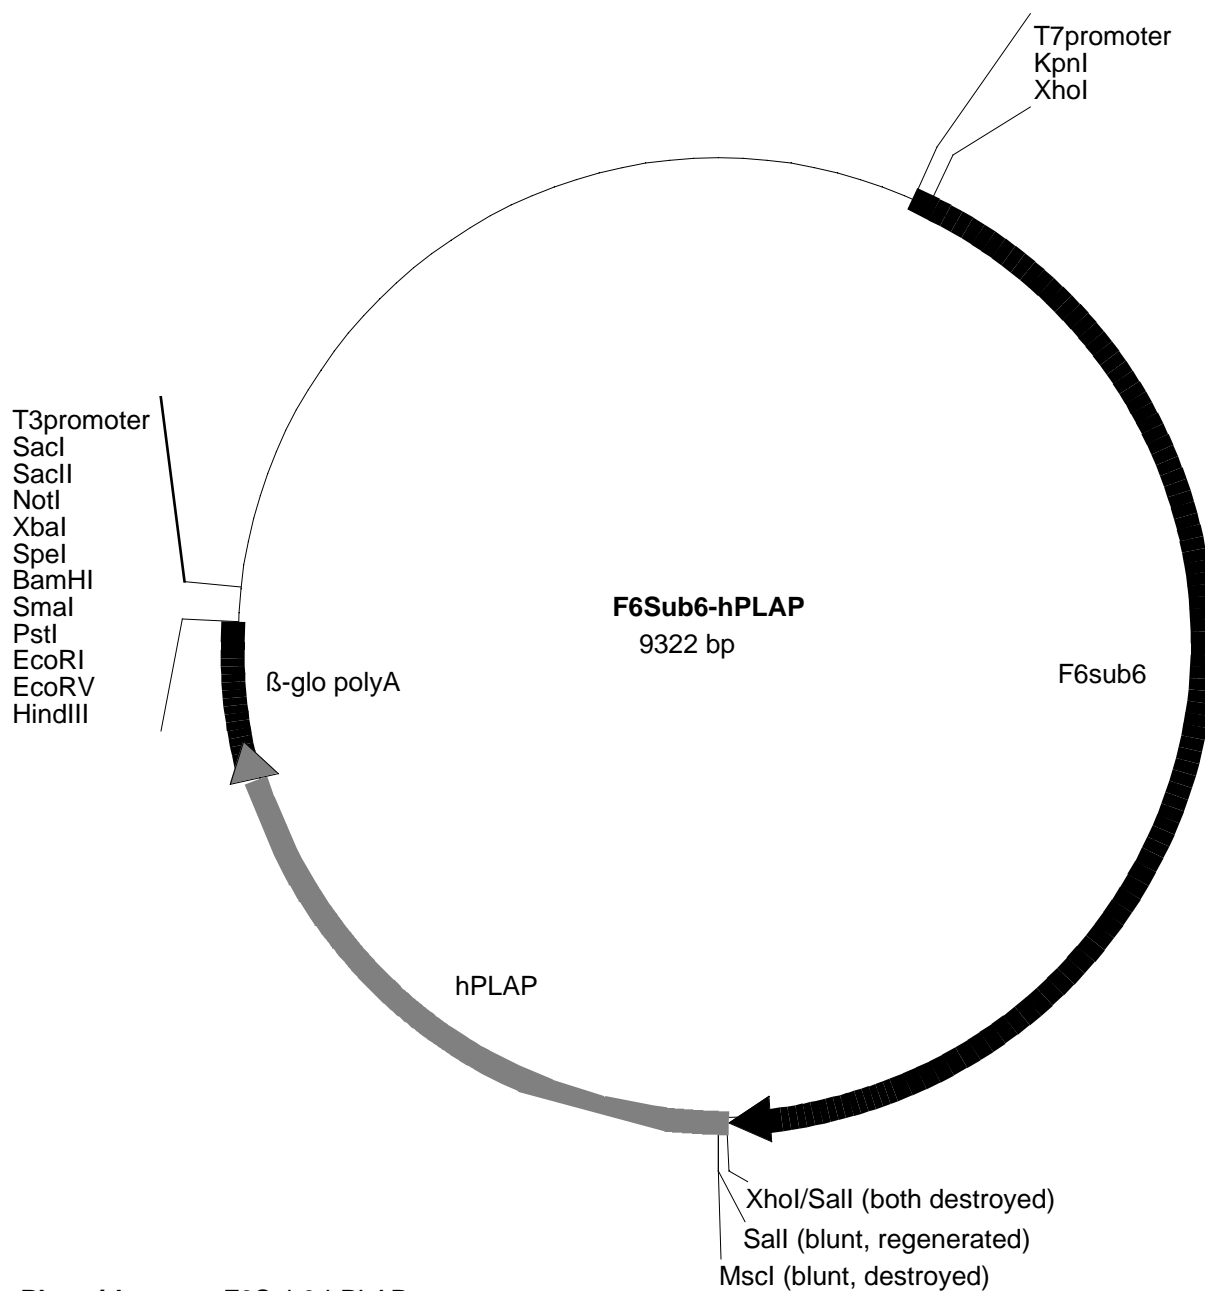 T7promoter
KpnI
XhoI
T3promoter
SacI
SacII
NotI
XbaI
SpeI
BamHI
SmaI
PstI
EcoRI
EcoRV
HindIII
F6Sub6-hPLAP
9322 bp
F6sub6
ß-glo polyA
hPLAP
XhoI/SalI (both destroyed)
SalI (blunt, regenerated)
MscI (blunt, destroyed)